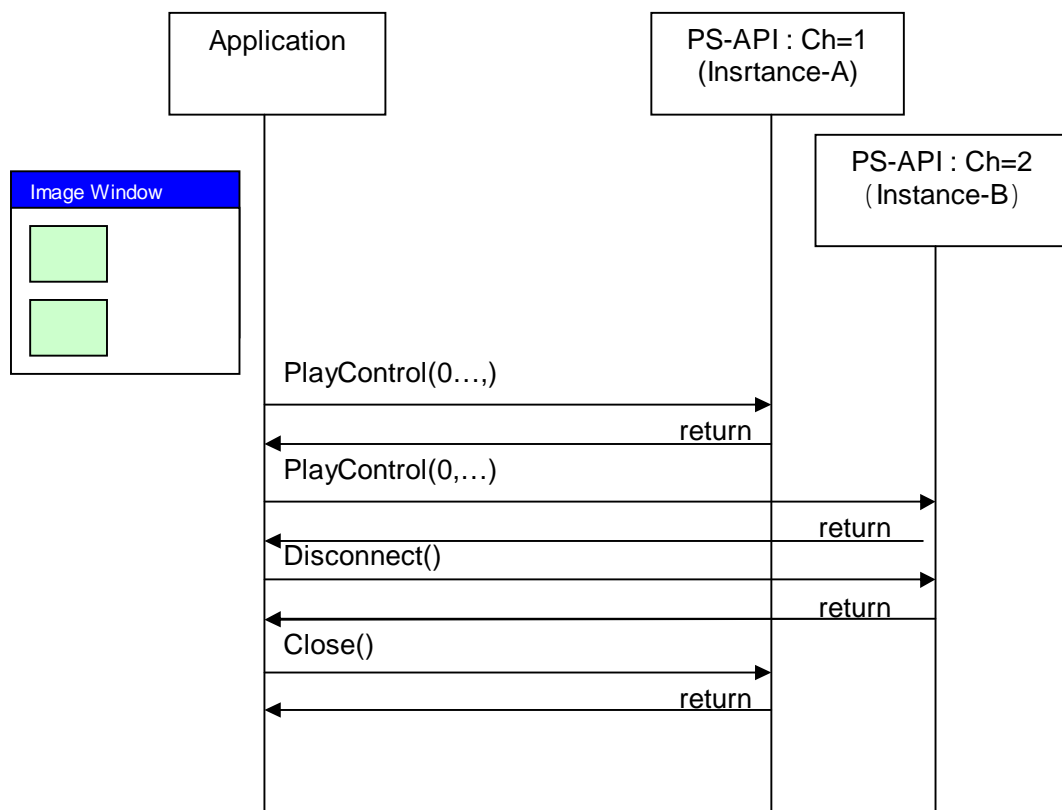 Application
PS-API : Ch=1
(Insrtance-A)
PS-API : Ch=2
(Instance-B)
Image Window
PlayControl(0…,)
return
PlayControl(0,…)
return
Disconnect()
return
Close()
return